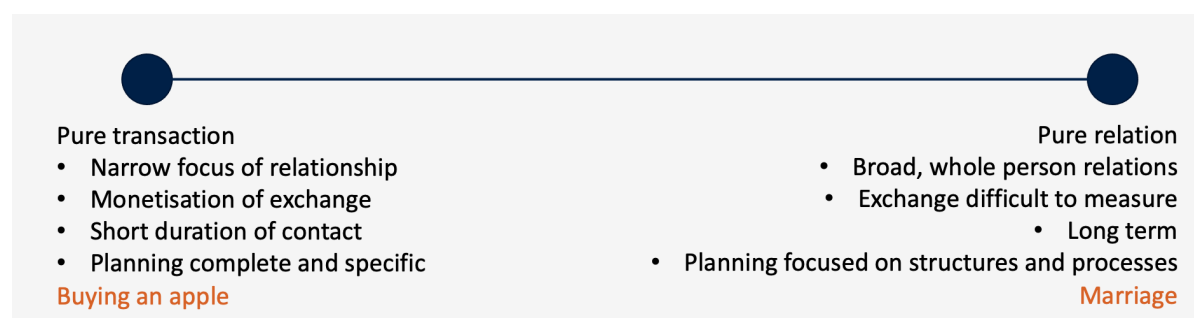 Pure transaction
• Narrow focus of relationship
• Monetisation of exchange
• Short duration of contact
• Planning complete and specific
Buying an apple
Pure relation
• Broad, whole person relations
• Exchange difficult to measure
• Long term
• Planning focused on structures and processes
Marriage